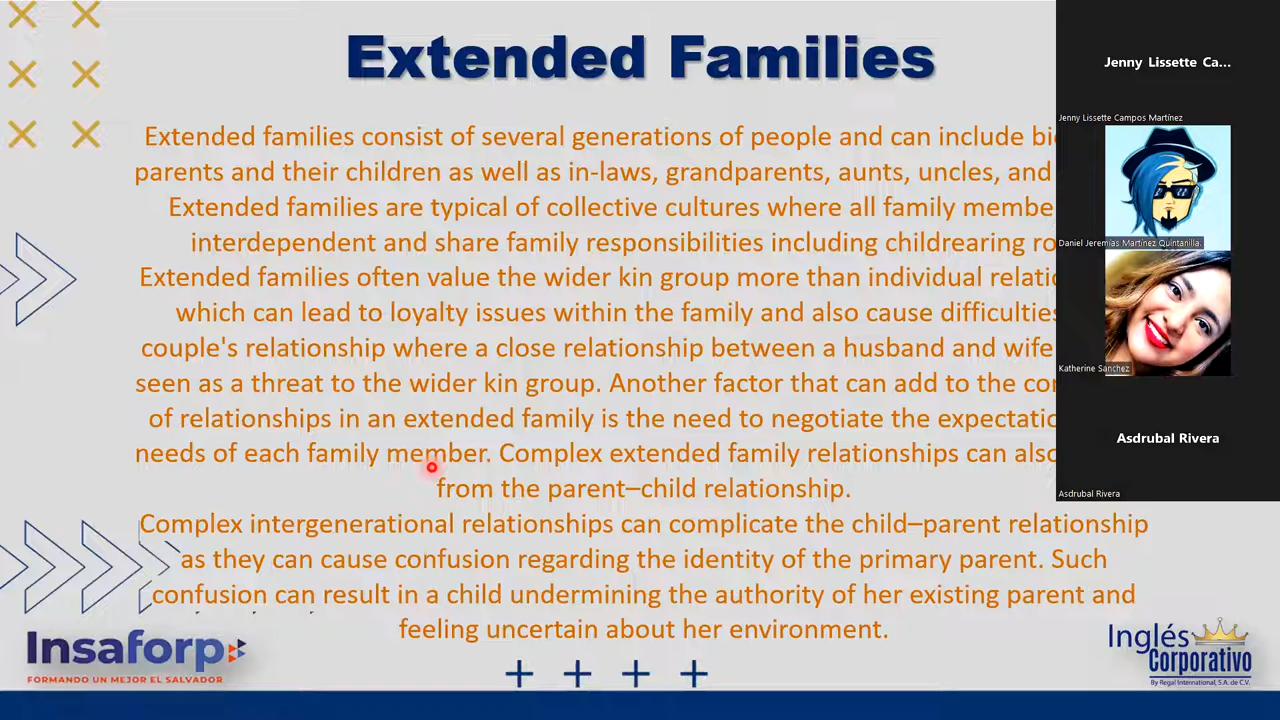 Extended Families
Extended families consist of several generations of people and can include
parents and their children as well as in-laws, grandparents, aunts, uncles, and
Extended families are typical of collective cultures where all family
interdependent and share family responsibilities including childrearing
Extended families often value the wider kin group more than individual
which can lead to loyalty issues within the family and also cause difficulties
couple's relationship where a close relationship between a husband and wife
seen as a threat to the wider kin group. Another factor that can add to the
of relationships in an extended family is the need to negotiate the
needs of each family member. Complex extended family relationships can also
from the parent–child relationship.
Complex intergenerational relationships can complicate the child–parent relationship
as they can cause confusion regarding the identity of the primary parent. Such
confusion can result in a child undermining the authority of her existing parent and
feeling uncertain about her environment.
Insaforp
FORMANDO UN MEJOR EL SALVADOR
Inglés
Corporativo
By Regal International, S.A. de C.V.
Jenny Lissette Ca...
Jenny Lissette Campos Martínez
Daniel Jeremías Martínez Quintanilla.
Katherine Sanchez
Asdrubal Rivera
Asdrubal Rivera